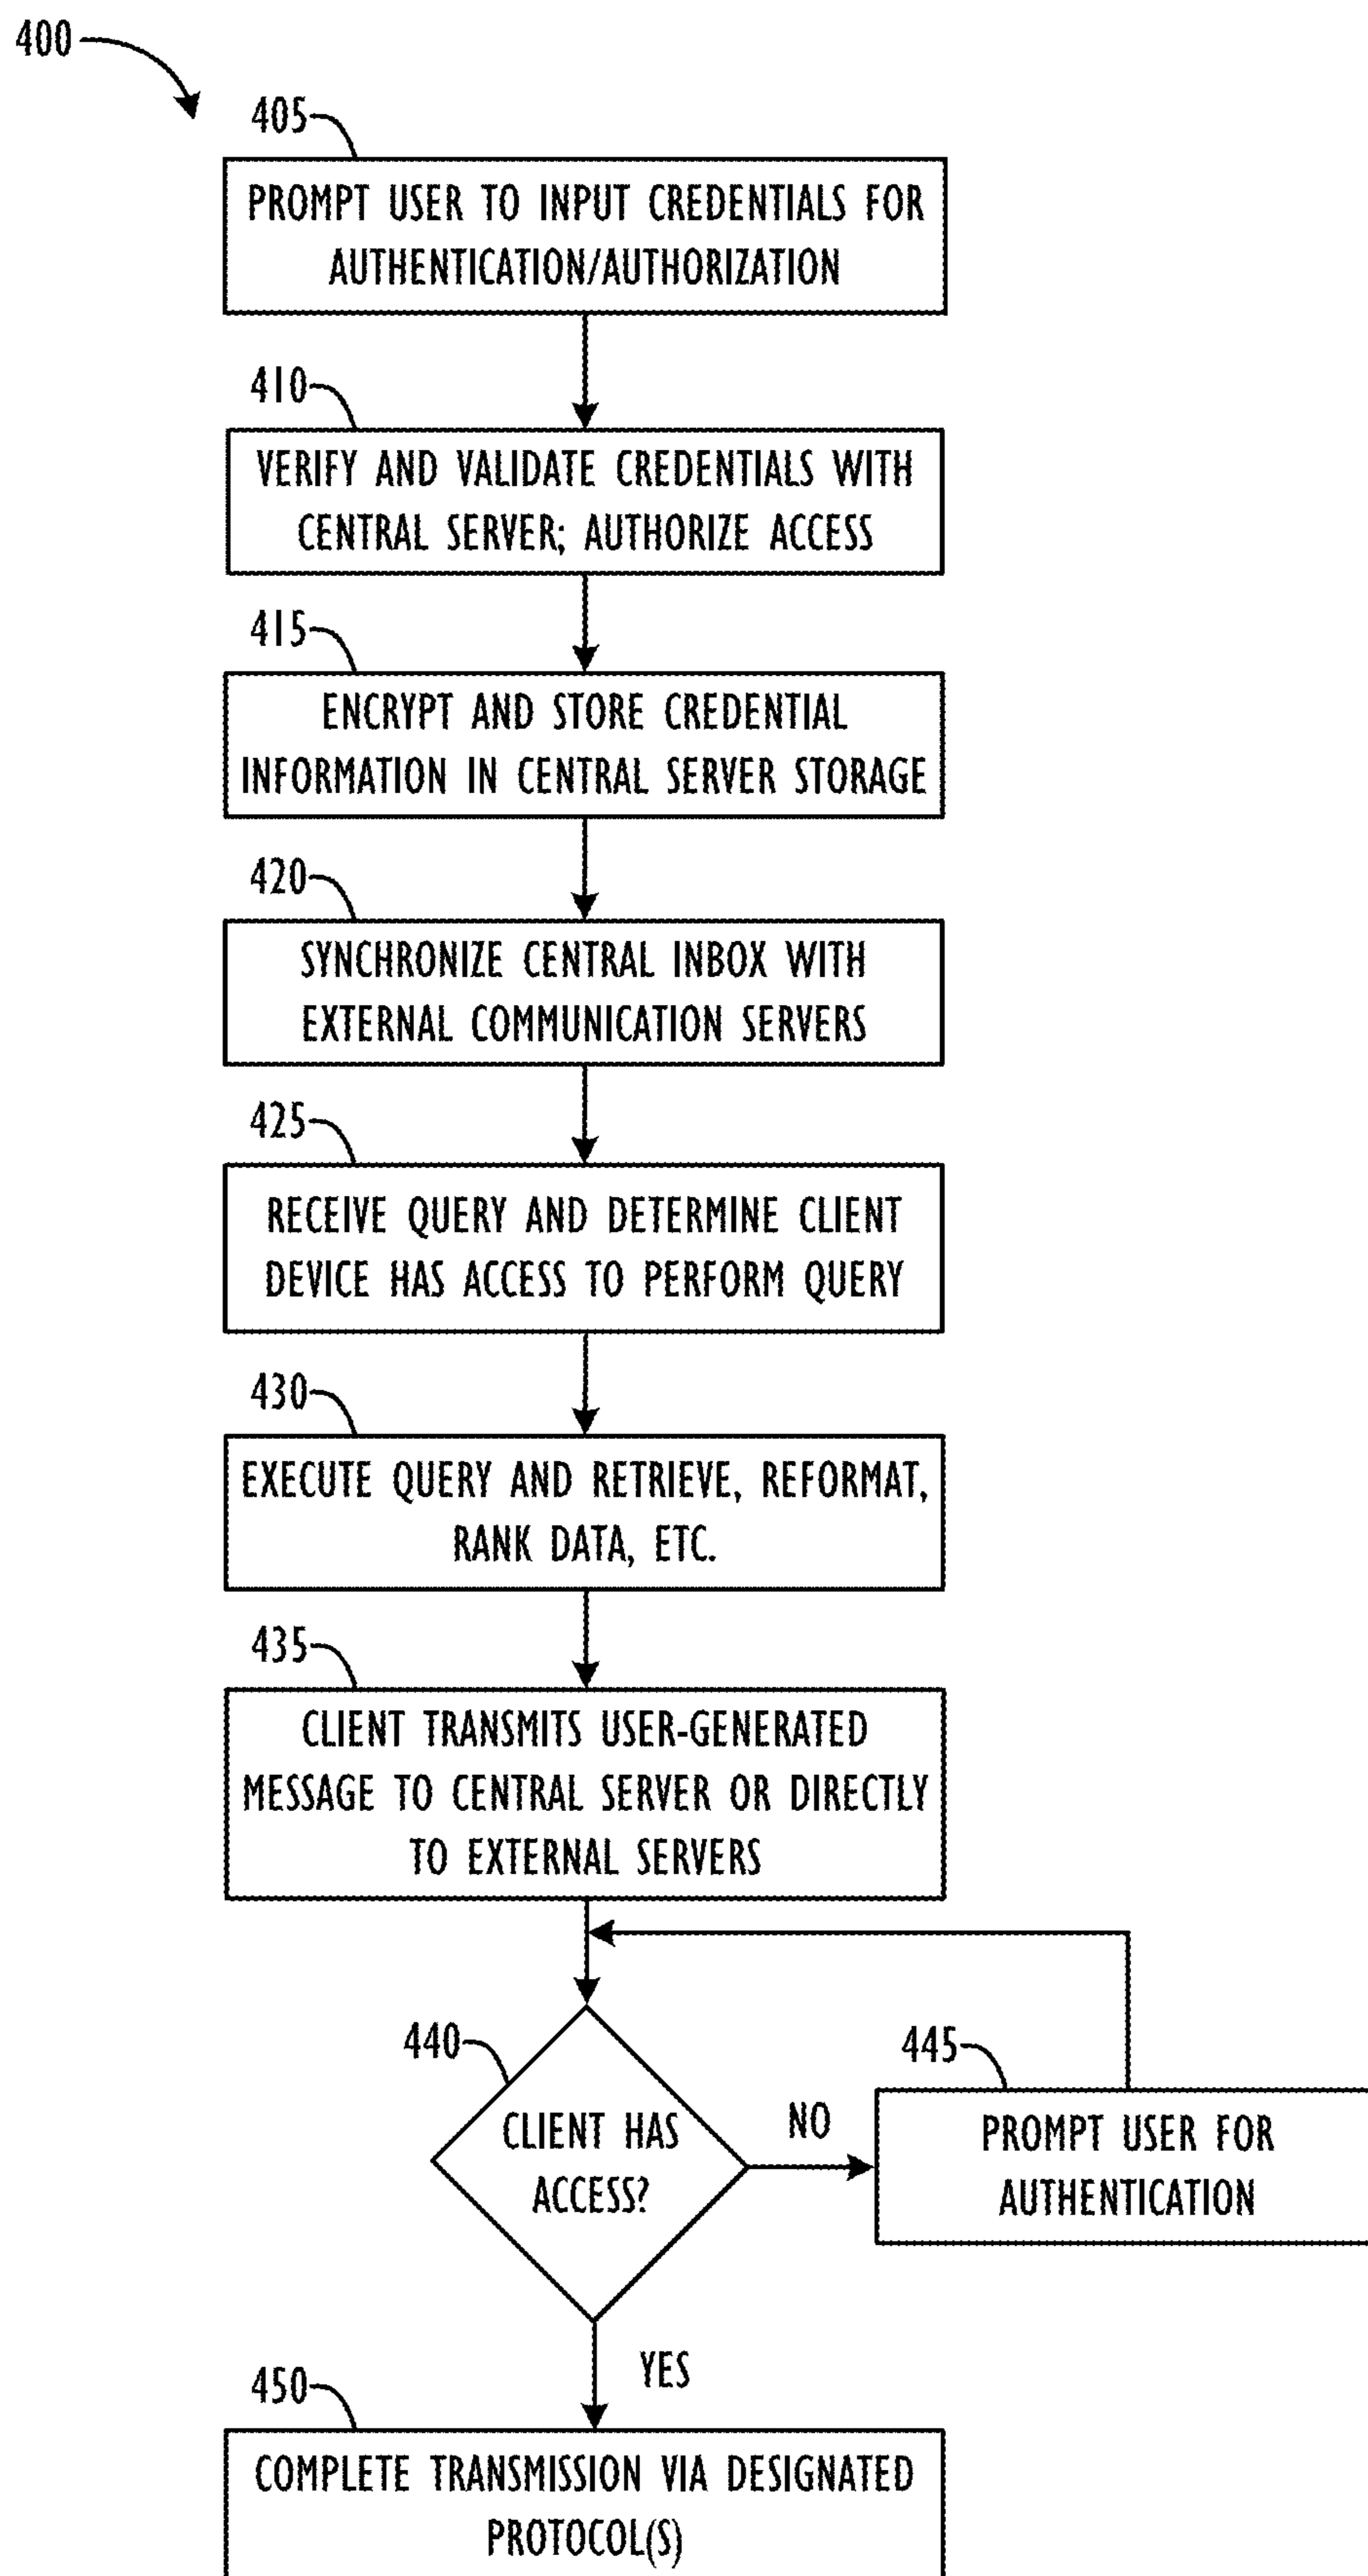 400
405
PROMPT USER TO INPUT CREDENTIALS FOR
AUTHENTICATION/AUTHORIZATION
410
VERIFY AND VALIDATE CREDENTIALS WITH
CENTRAL SERVER; AUTHORIZE ACCESS
415
ENCRYPT AND STORE CREDENTIAL
INFORMATION IN CENTRAL SERVER STORAGE
420
SYNCHRONIZE CENTRAL INBOX WITH
EXTERNAL COMMUNICATION SERVERS
425
RECEIVE QUERY AND DETERMINE CLIENT
DEVICE HAS ACCESS TO PERFORM QUERY
430
EXECUTE QUERY AND RETRIEVE, REFORMAT,
RANK DATA, ETC.
435
CLIENT TRANSMITS USER-GENERATED
MESSAGE TO CENTRAL SERVER OR DIRECTLY
TO EXTERNAL SERVERS
440
CLIENT HAS
ACCESS?
NO
445
PROMPT USER FOR
AUTHENTICATION
YES
450
COMPLETE TRANSMISSION VIA DESIGNATED
PROTOCOL(S)